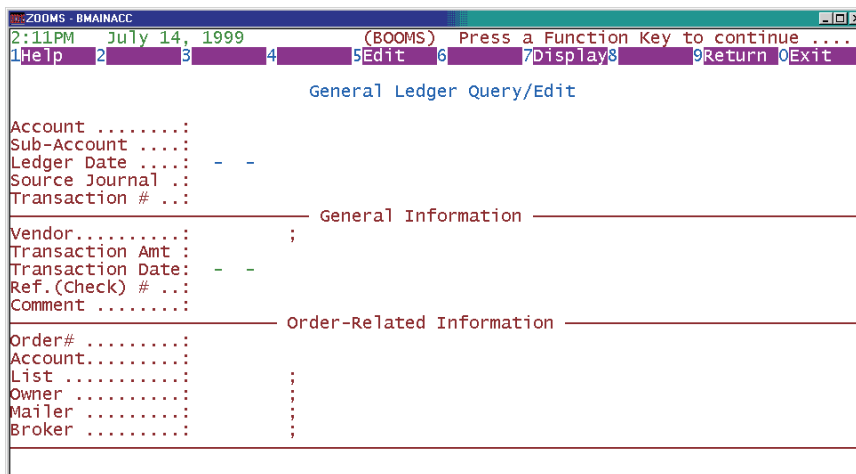 ZOOMS - BMAINACC
2:11PM July 14, 1999 (BOOMS) Press a Function Key to continue ....
1Help 2 3 4 5Edit 6 7Display8 9Return 0Exit
General Ledger Query/Edit
Account ........:
Sub-Account ....:
Ledger Date ....: - -
Source Journal .:
Transaction # ..:
General Information
Vendor..........: ;
Transaction Amt :
Transaction Date: - -
Ref.(Check) # ..:
Comment ........:
Order-Related Information
Order# .........:
Account.........:
List ...........: ;
Owner ..........: ;
Mailer .........: ;
Broker .........: ;